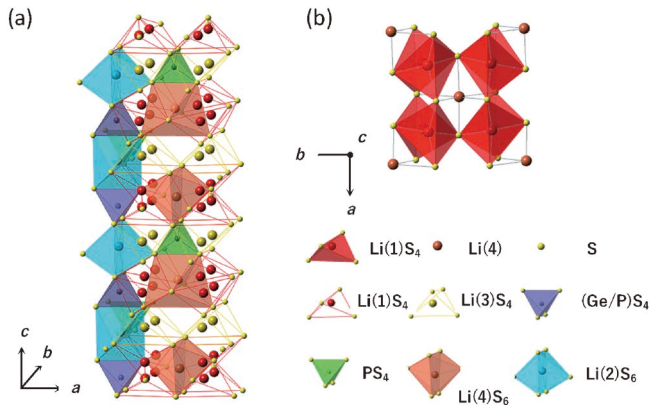 (a)
(b)
c
b
a
Li(1)S₄
Li(4)
S
Li(1)S₄
Li(3)S₄
(Ge/P)S₄
c
b
a
PS₄
Li(4)S₆
Li(2)S₆